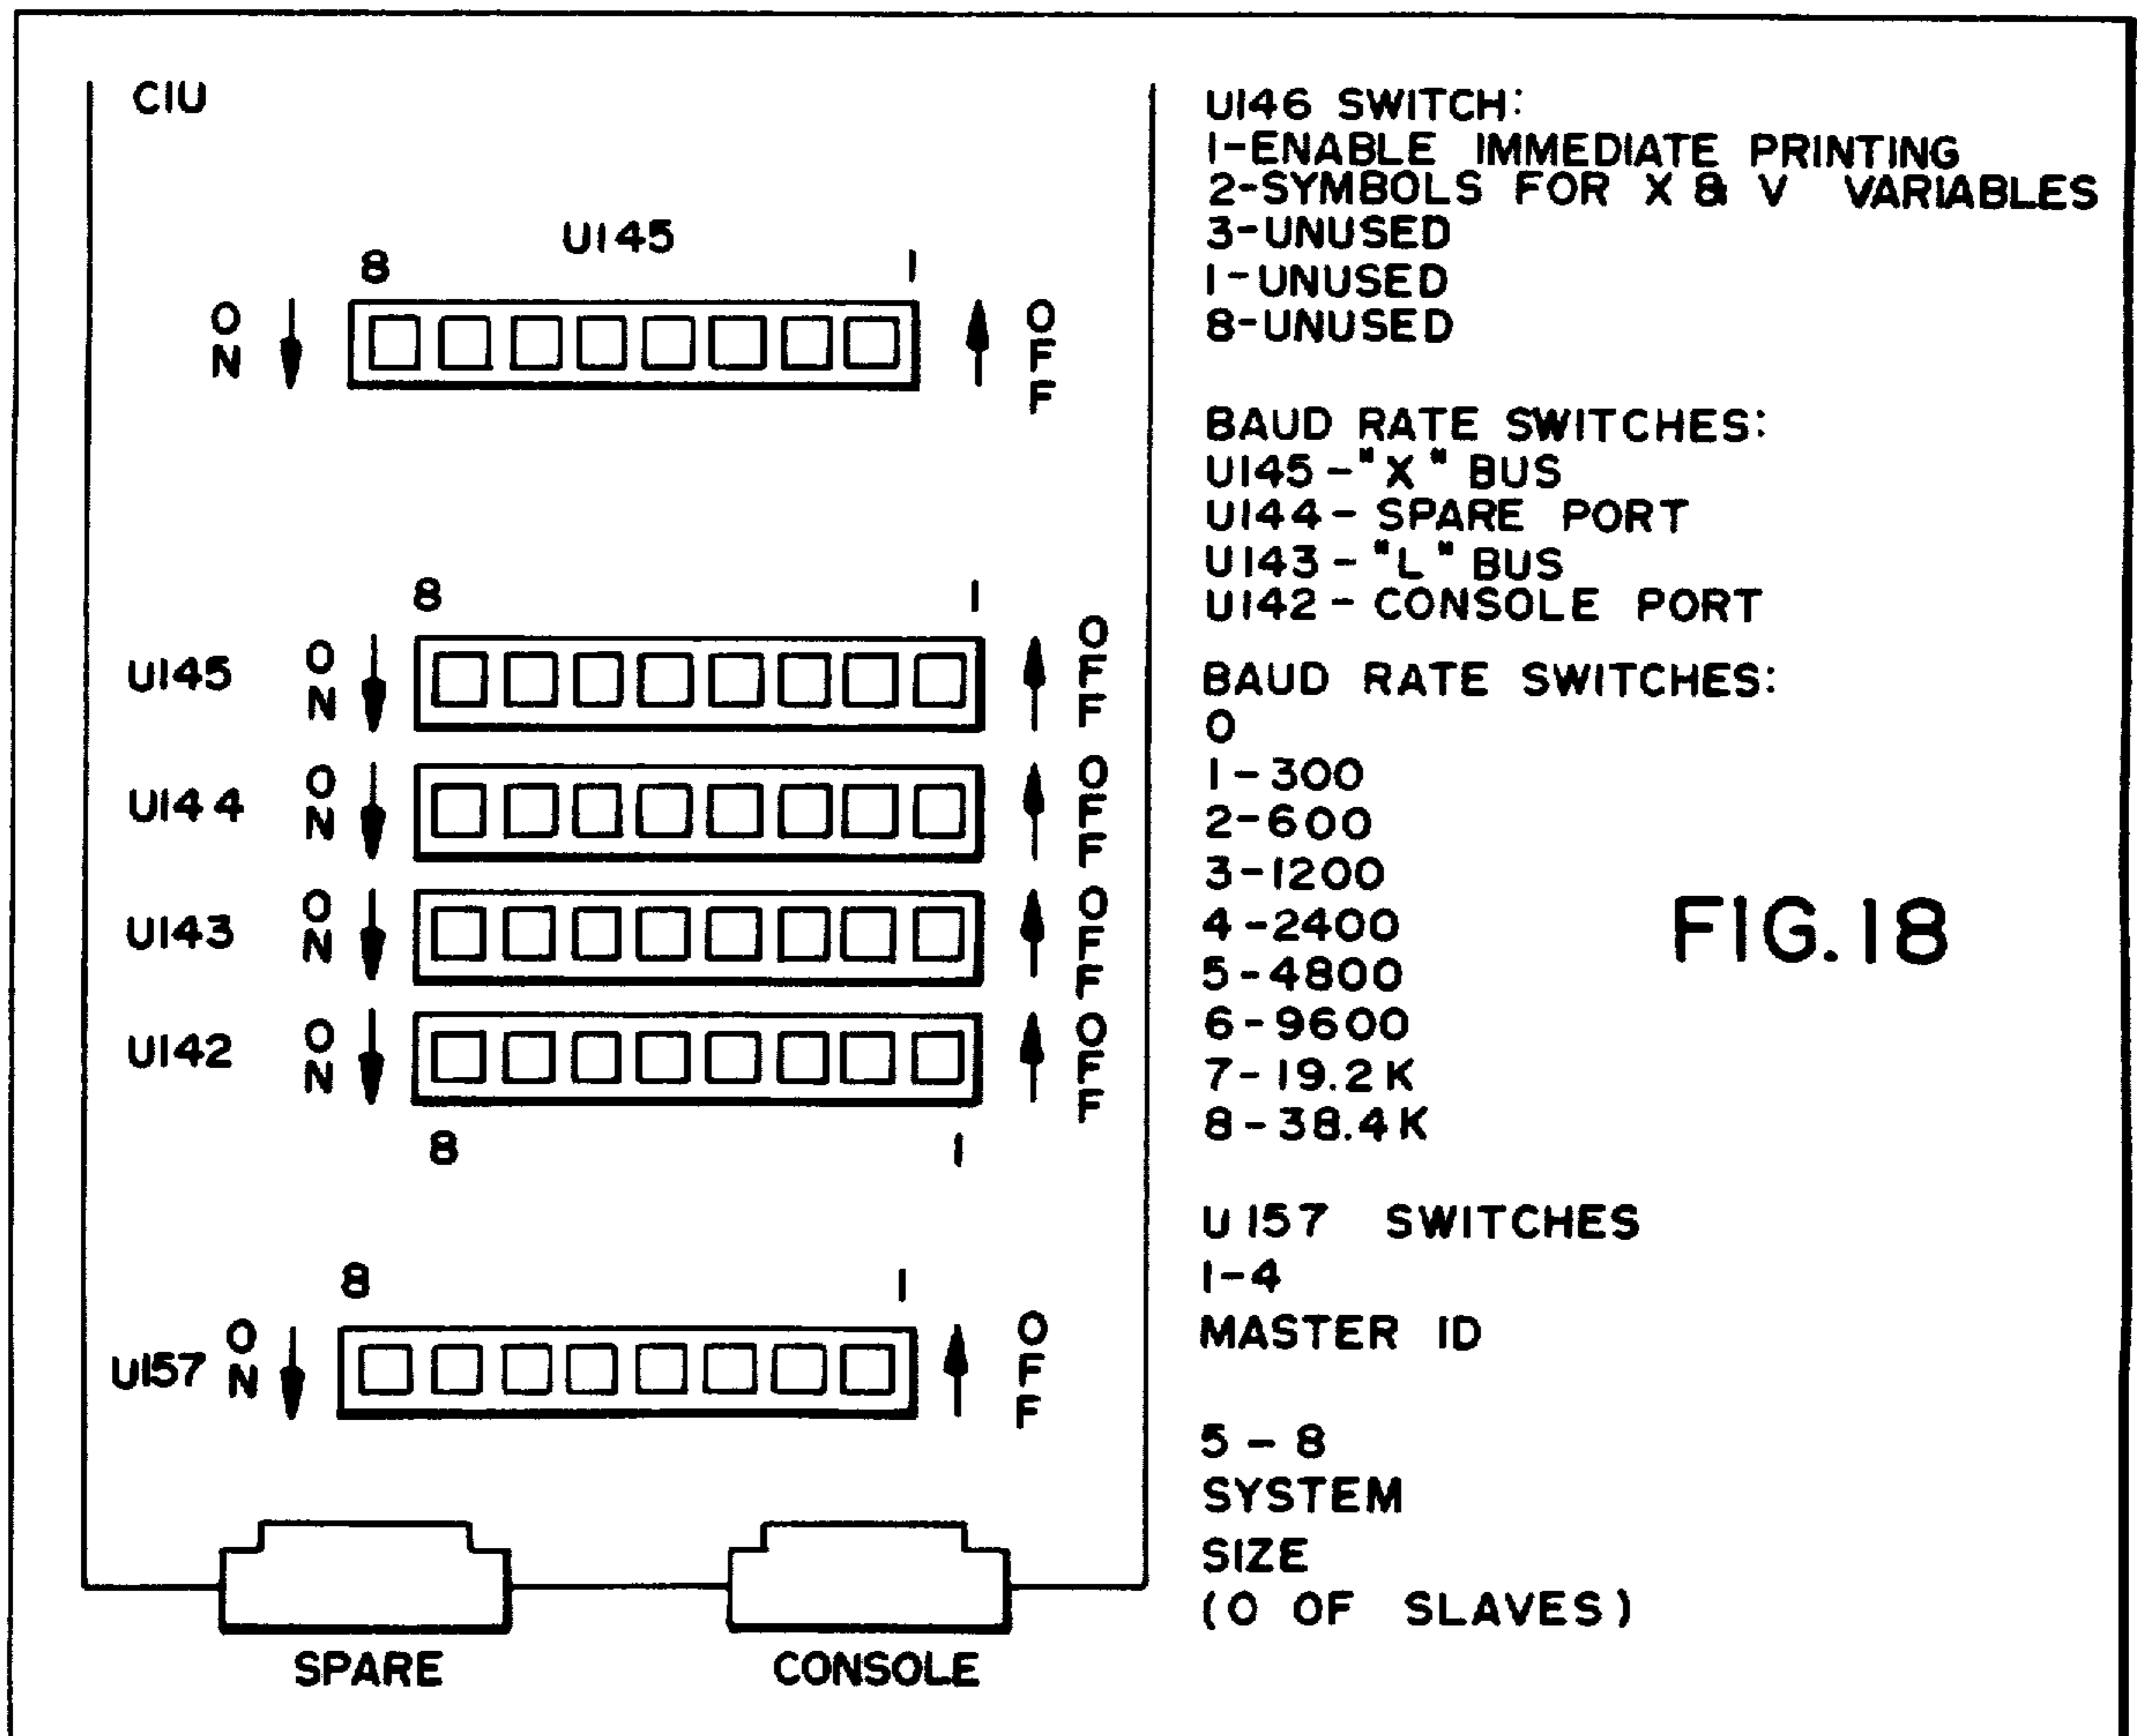 CIU
U145
8 1
ON OFF
8 1
U145 ON OFF
U144 ON OFF
U143 ON OFF
U142 ON OFF
8 1
8 1
U157 ON OFF
SPARE CONSOLE
U146 SWITCH:
1-ENABLE IMMEDIATE PRINTING
2-SYMBOLS FOR X & V VARIABLES
3-UNUSED
1-UNUSED
8-UNUSED
BAUD RATE SWITCHES:
U145-"X" BUS
U144- SPARE PORT
U143-"L" BUS
U142- CONSOLE PORT
BAUD RATE SWITCHES:
0
1-300
2-600
3-1200
4-2400
5-4800
6-9600
7-19.2K
8-38.4K
U157 SWITCHES
1-4
MASTER ID
5-8
SYSTEM
SIZE
(0 OF SLAVES)
FIG.18